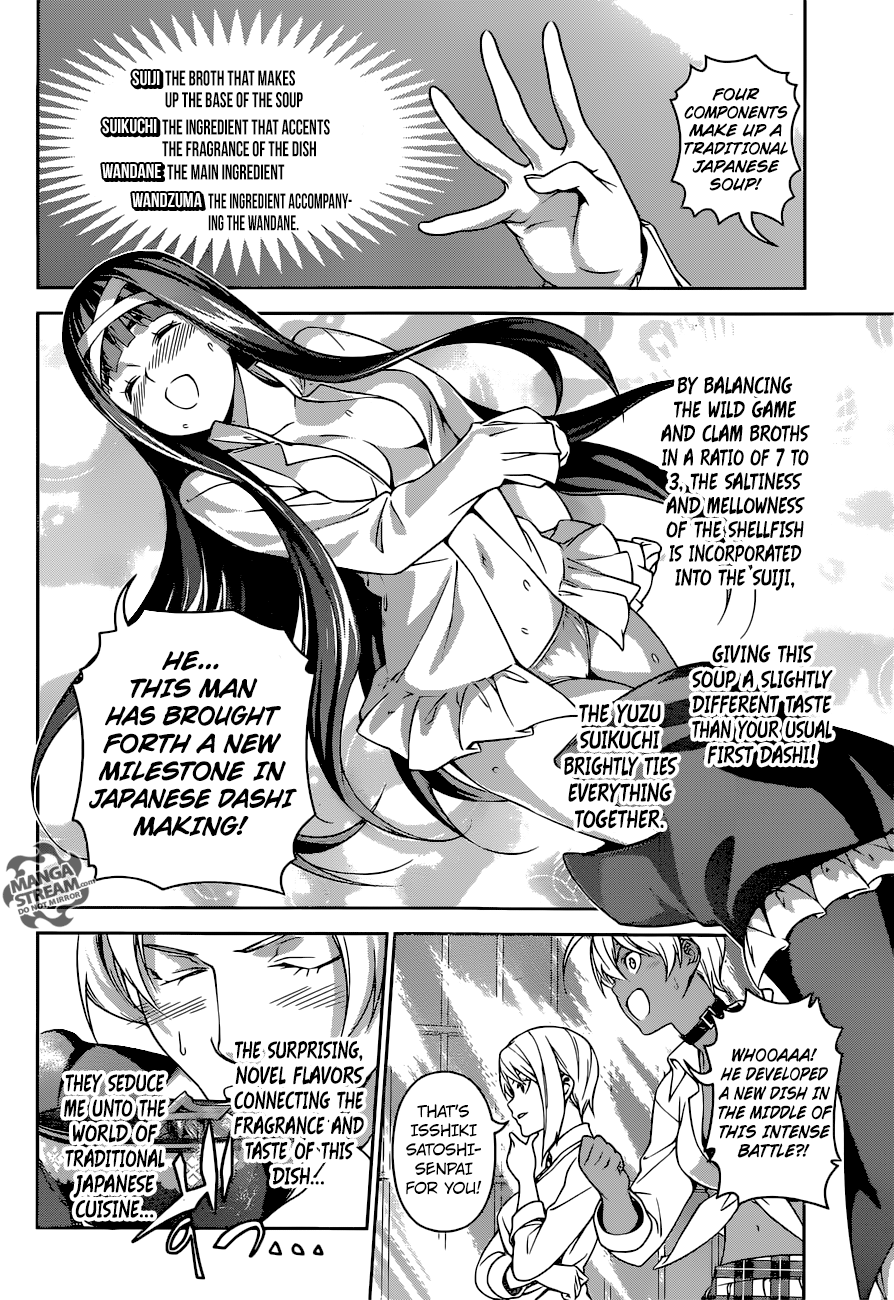 FOUR
COMPONENTS
MAKE UP A
TRADITIONAL
JAPANESE
SOUP!
SUIJI THE BROTH THAT MAKES
UP THE BASE OF THE SOUP
SUIKUCHI THE INGREDIENT THAT ACCENTS
THE FRAGRANCE OF THE DISH
WANDANE THE MAIN INGREDIENT
WANDZUMA THE INGREDIENT ACCOMPANY-
ING THE WANDANE.
BY BALANCING
THE WILD GAME
AND CLAM BROTHS
IN A RATIO OF 7 TO
3, THE SALTINESS
AND MELLOWNESS
OF THE SHELLFISH
IS INCORPORATED
INTO THE SUIJI,
GIVING THIS
SOUP A SLIGHTLY
DIFFERENT TASTE
THAN YOUR USUAL
FIRST DASHI!
THE YUZU
SUIKUCHI
BRIGHTLY TIES
EVERYTHING
TOGETHER.
HE...
THIS MAN
HAS BROUGHT
FORTH A NEW
MILESTONE IN
JAPANESE DASHI
MAKING!
MANGA
STREAM.com
DO NOT MIRROR
WHOOAAA!
HE DEVELOPED
A NEW DISH IN
THE MIDDLE OF
THIS INTENSE
BATTLE?!
THAT'S
ISSHIKI
SATOSHI-
SENPAI
FOR YOU!
THE SURPRISING,
NOVEL FLAVORS
CONNECTING THE
FRAGRANCE AND
TASTE OF THIS
DISH...
THEY SEDUCE
ME UNTO THE
WORLD OF
TRADITIONAL
JAPANESE
CUISINE...